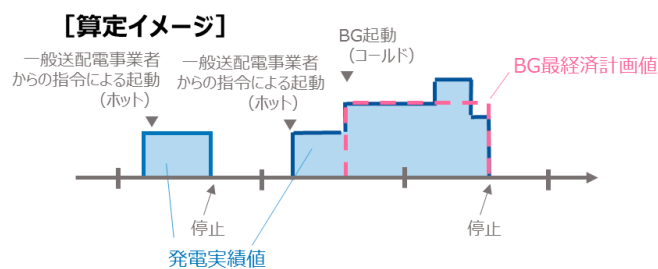 ［算定イメージ］
一般送配電事業者
からの指令による起動
（ホット）
一般送配電事業者
からの指令による起動
（ホット）
BG起動
（コールド）
BG最経済計画値
停止
停止
発電実績値